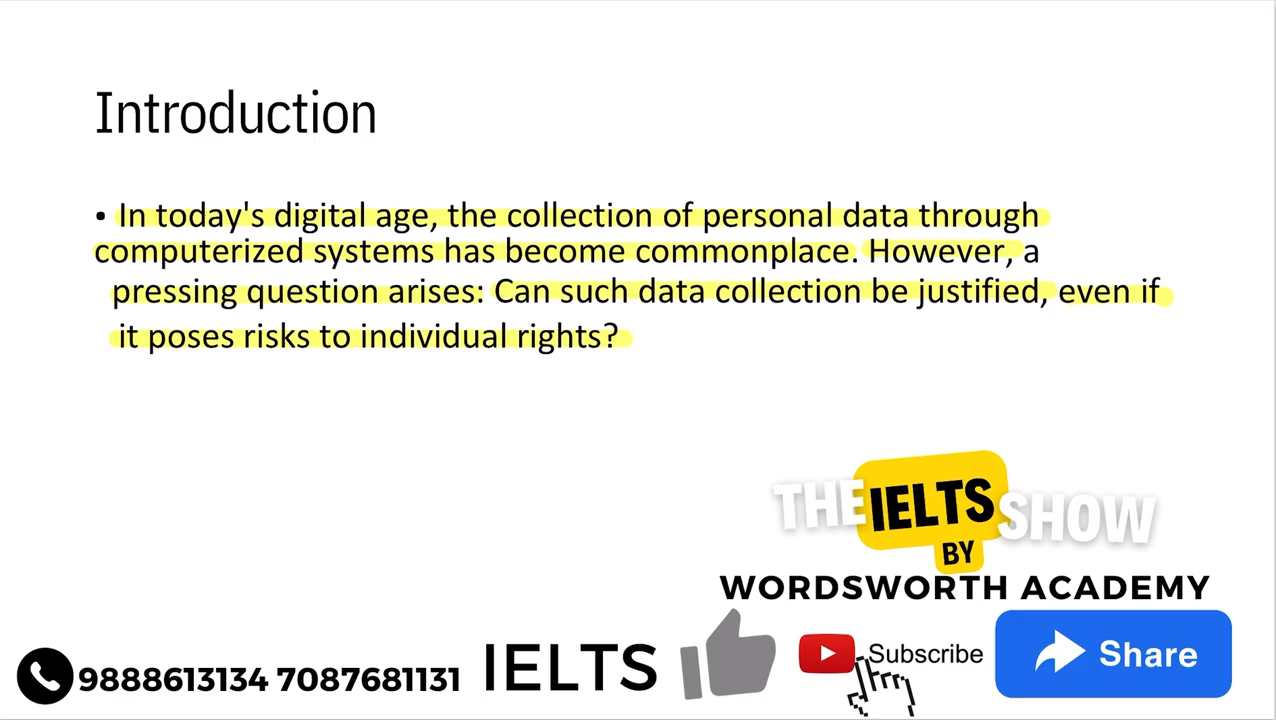 Introduction
• In today's digital age, the collection of personal data through
computerized systems has become commonplace. However, a
pressing question arises: Can such data collection be justified, even if
it poses risks to individual rights?
THE IELTS SHOW
BY
WORDSWORTH ACADEMY
9888613134 7087681131 IELTS Subscribe Share